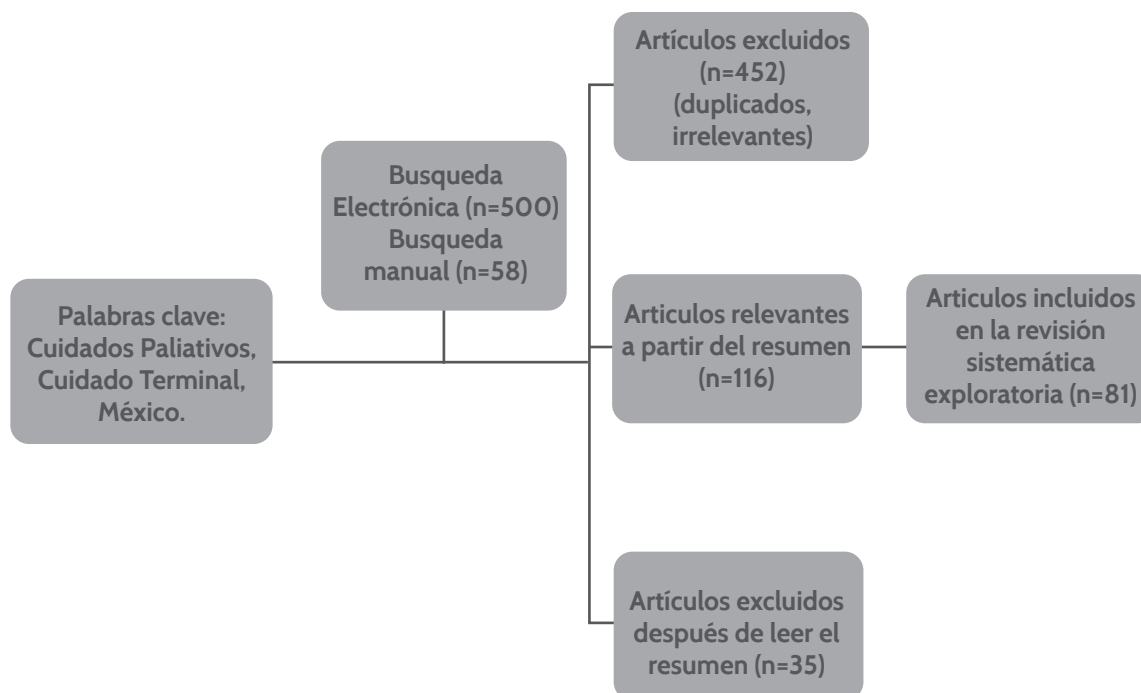 Palabras clave:
Cuidados Paliativos,
Cuidado Terminal,
México.
Busqueda
Electrónica (n=500)
Busqueda
manual (n=58)
Artículos excluidos
(n=452)
(duplicados,
irrelevantes)
Articulos relevantes
a partir del resumen
(n=116)
Articulos incluidos
en la revisión
sistemática
exploratoria (n=81)
Artículos excluidos
después de leer el
resumen (n=35)